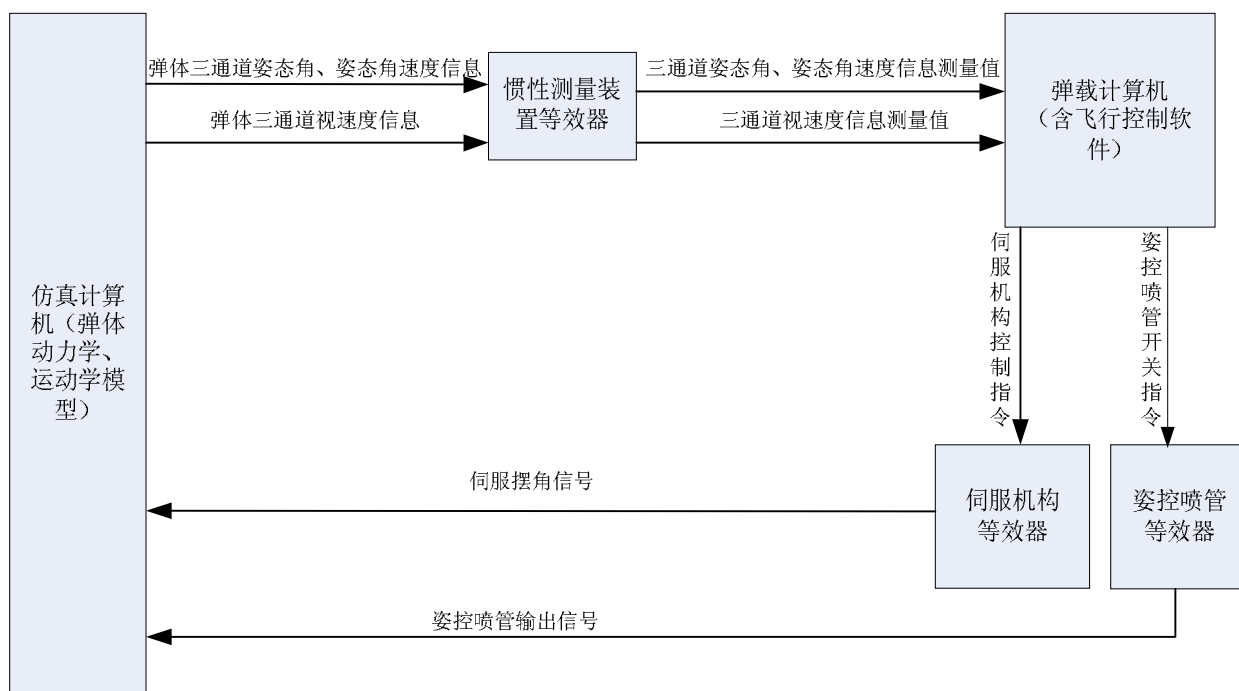 弹体三通道姿态角、姿态角速度信息
弹体三通道视速度信息
惯性测量装
置等效器
三通道姿态角、姿态角速度信息测量值
三通道视速度信息测量值
弹载计算机
（含飞行控制软
件）
仿真计算
机（弹体
动力学、
运动学模
型）
伺服机构控制指令
姿控喷管开关指令
伺服摆角信号
伺服机构
等效器
姿控喷管
等效器
姿控喷管输出信号